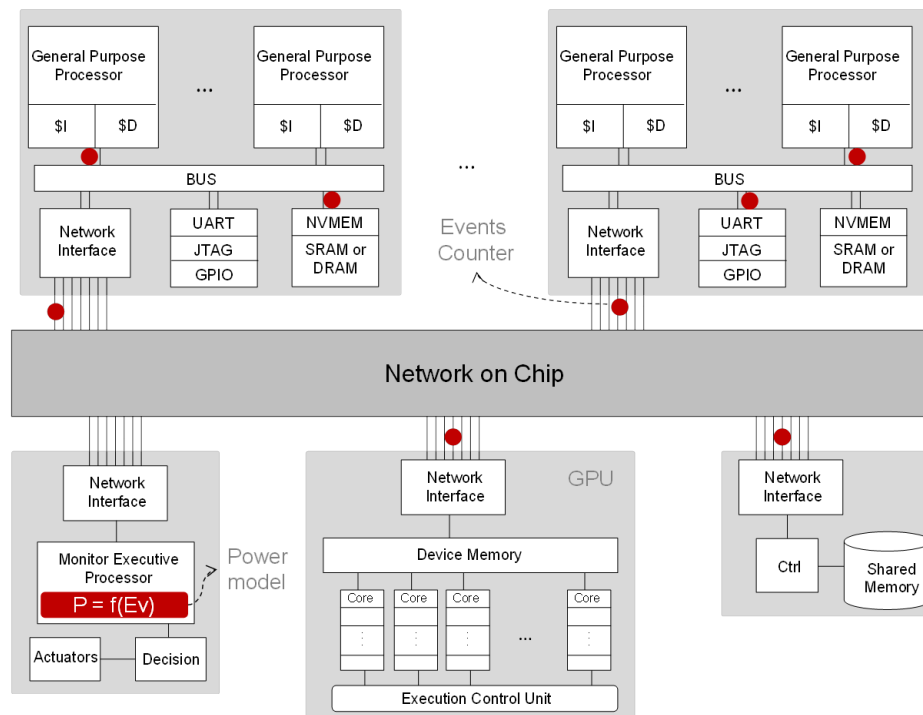 General Purpose
Processor
$I
$D
...
General Purpose
Processor
$I
$D
BUS
Network
Interface
UART
JTAG
GPIO
NVMEM
SRAM or
DRAM
...
Events
Counter
General Purpose
Processor
$I
$D
...
General Purpose
Processor
$I
$D
BUS
Network
Interface
UART
JTAG
GPIO
NVMEM
SRAM or
DRAM
Network on Chip
Network
Interface
Monitor Executive
Processor
P = f(Ev)
Actuators
Decision
Power
model
GPU
Network
Interface
Device Memory
Core
Core
Core
...
Core
Execution Control Unit
Network
Interface
Ctrl
Shared
Memory